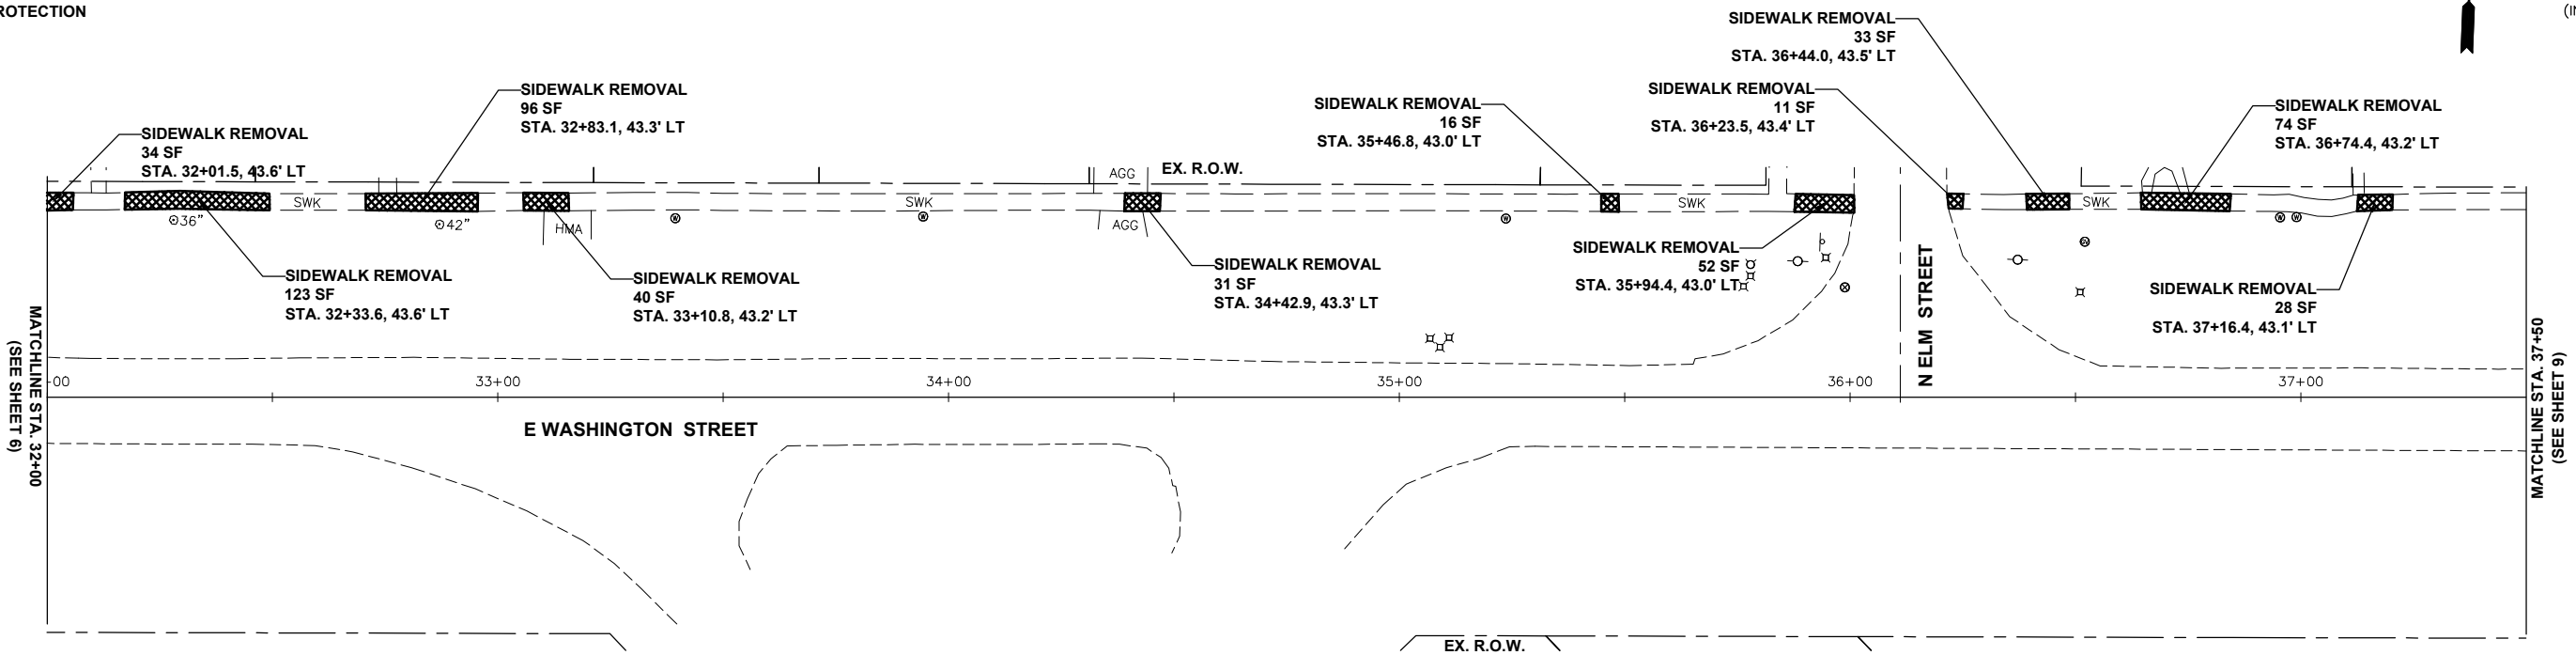 ROTECTION
(IN
SIDEWALK REMOVAL
33 SF
STA. 36+44.0, 43.5' LT
SIDEWALK REMOVAL
96 SF
STA. 32+83.1, 43.3' LT
SIDEWALK REMOVAL
11 SF
STA. 36+23.5, 43.4' LT
SIDEWALK REMOVAL
16 SF
STA. 35+46.8, 43.0' LT
SIDEWALK REMOVAL
74 SF
STA. 36+74.4, 43.2' LT
SIDEWALK REMOVAL
34 SF
STA. 32+01.5, 43.6' LT
AGG
EX. R.O.W.
SWK
SWK
SWK
SWK
36"
42"
HMA
AGG
SIDEWALK REMOVAL
123 SF
STA. 32+33.6, 43.6' LT
SIDEWALK REMOVAL
40 SF
STA. 33+10.8, 43.2' LT
SIDEWALK REMOVAL
31 SF
STA. 34+42.9, 43.3' LT
SIDEWALK REMOVAL
52 SF
STA. 35+94.4, 43.0' LT
SIDEWALK REMOVAL
28 SF
STA. 37+16.4, 43.1' LT
W
W
W
W
W
N ELM STREET
MATCHLINE STA. 32+00
(SEE SHEET 6)
MATCHLINE STA. 37+50
(SEE SHEET 9)
+00
33+00
34+00
35+00
36+00
37+00
E WASHINGTON STREET
EX. R.O.W.